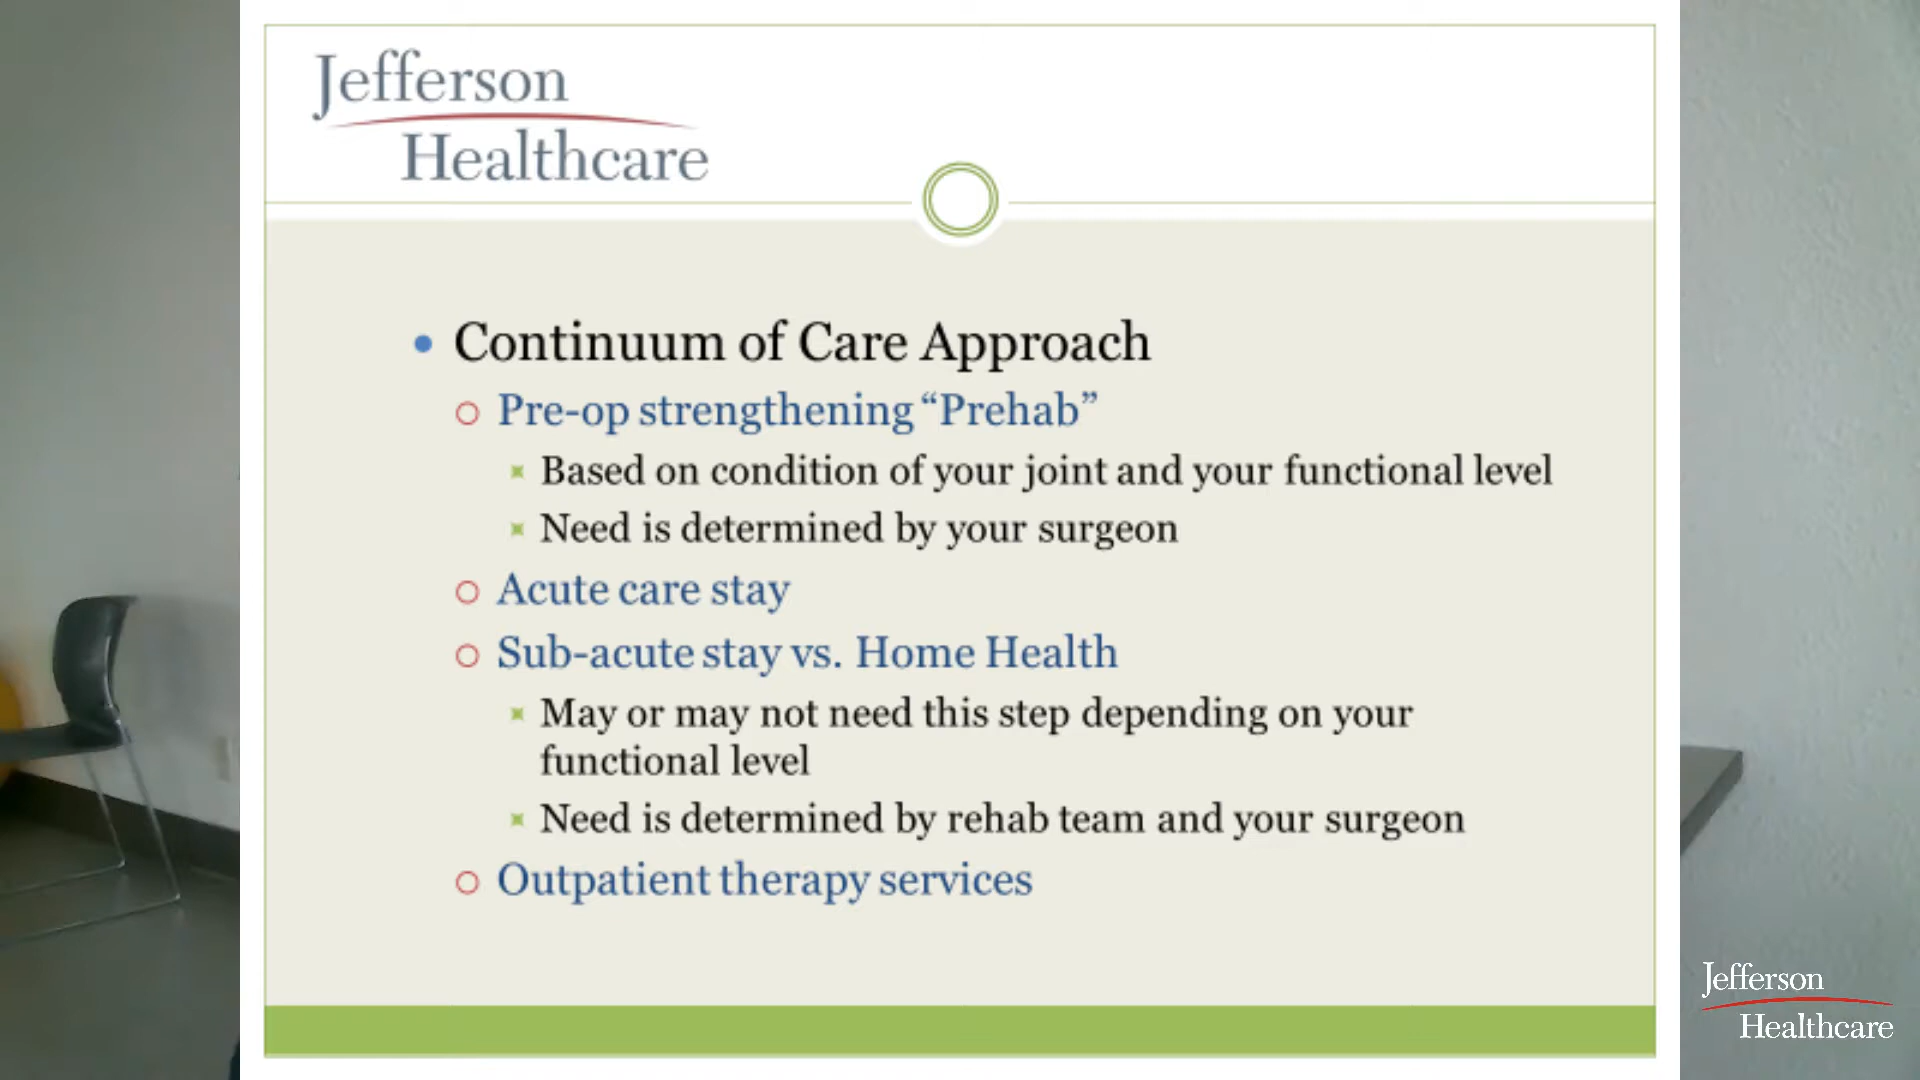 Jefferson
Healthcare
Continuum of Care Approach
Pre-op strengthening “Prehab”
Based on condition of your joint and your functional level
Need is determined by your surgeon
Acute care stay
Sub-acute stay vs. Home Health
May or may not need this step depending on your
functional level
Need is determined by rehab team and your surgeon
Outpatient therapy services
Jefferson
Healthcare